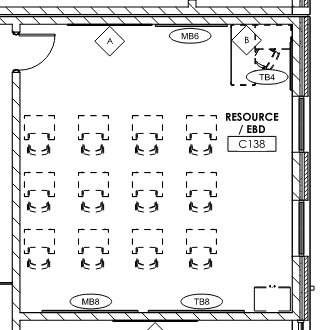 A
MB6
B
TB4
RESOURCE
/ EBD
C138
MB8
TB8